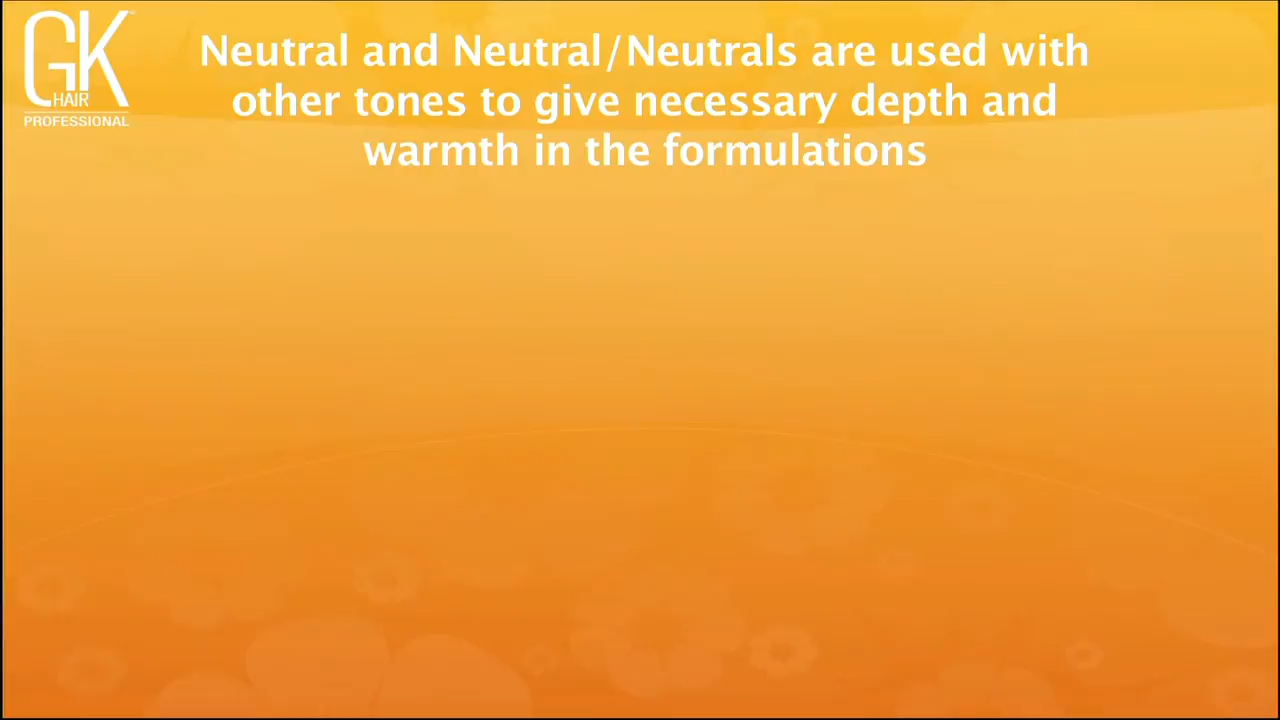 GK
HAIR
PROFESSIONAL
Neutral and Neutral/Neutrals are used with
other tones to give necessary depth and
warmth in the formulations